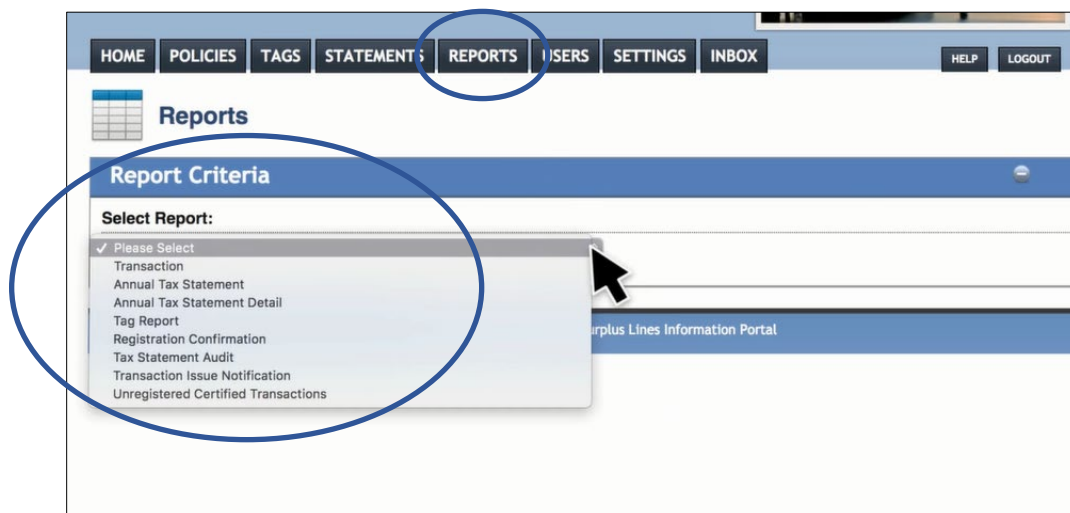 HOME POLICIES TAGS STATEMENTS REPORTS USERS SETTINGS INBOX HELP LOGOUT
Reports
Report Criteria
Select Report:
✓ Please Select
Transaction
Annual Tax Statement
Annual Tax Statement Detail
Tag Report
Registration Confirmation
Tax Statement Audit
Transaction Issue Notification
Unregistered Certified Transactions
Lines Information Portal